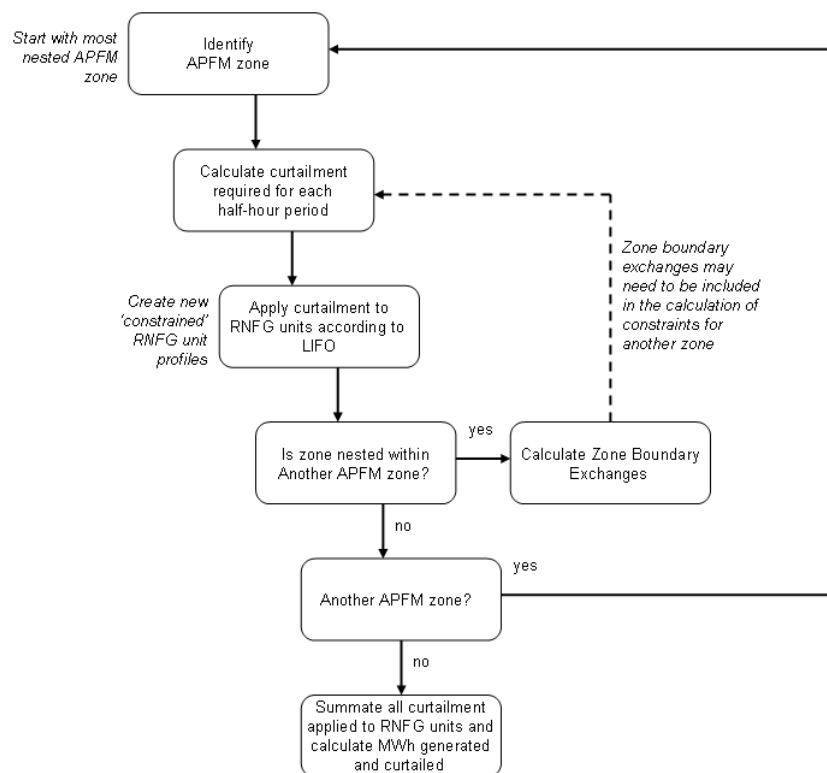 Start with most
nested APFM
zone
Identify
APFM zone
Calculate curtailment
required for each
half-hour period
Zone boundary
exchanges may
need to be included
in the calculation of
constraints for
another zone
Create new
'constrained'
RNFG unit
profiles
Apply curtailment to
RNFG units according to
LIFO
Is zone nested within
Another APFM zone?
yes
Calculate Zone Boundary
Exchanges
no
Another APFM zone?
yes
no
Summate all curtailment
applied to RNFG units and
calculate MWh generated
and curtailed